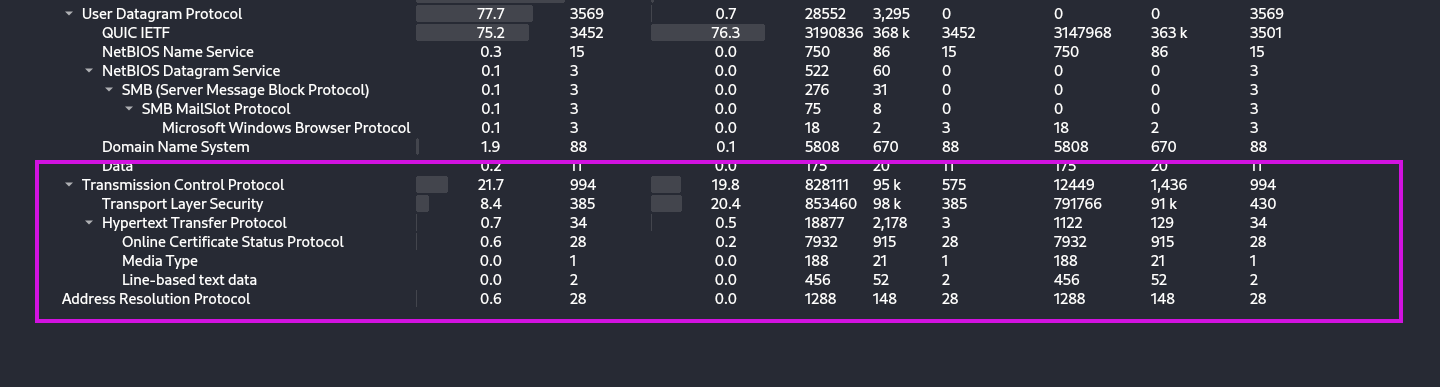 User Datagram Protocol 77.7 3569 0.7 28552 3,295 0 0 0 3569
QUIC IETF 75.2 3452 76.3 3190836 368 k 3452 3147968 363 k 3501
NetBIOS Name Service 0.3 15 0.0 750 86 15 750 86 15
NetBIOS Datagram Service 0.1 3 0.0 522 60 0 0 0 3
SMB (Server Message Block Protocol) 0.1 3 0.0 276 31 0 0 0 3
SMB MailSlot Protocol 0.1 3 0.0 75 8 0 0 0 3
Microsoft Windows Browser Protocol 0.1 3 0.0 18 2 3 18 2 3
Domain Name System 1.9 88 0.1 5808 670 88 5808 670 88
Data 0.2 11 0.0 175 20 11 175 20 11
Transmission Control Protocol 21.7 994 19.8 828111 95 k 575 12449 1,436 994
Transport Layer Security 8.4 385 20.4 853460 98 k 385 791766 91 k 430
Hypertext Transfer Protocol 0.7 34 0.5 18877 2,178 3 1122 129 34
Online Certificate Status Protocol 0.6 28 0.2 7932 915 28 7932 915 28
Media Type 0.0 1 0.0 188 21 1 188 21 1
Line-based text data 0.0 2 0.0 456 52 2 456 52 2
Address Resolution Protocol 0.6 28 0.0 1288 148 28 1288 148 28